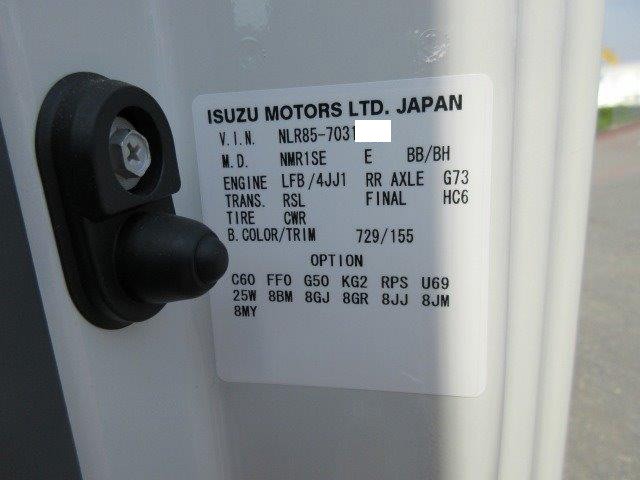 ISUZU MOTORS LTD. JAPAN
V.I.N. NLR85-7031
M.D. NMR1SE E BB/BH
ENGINE LFB/4JJ1 RR AXLE G73
TRANS. RSL FINAL HC6
TIRE CWR
B.COLOR/TRIM 729/155
OPTION
C60 FF0 G50 KG2 RPS U69
25W 8BM 8GJ 8GR 8JJ 8JM
8MY